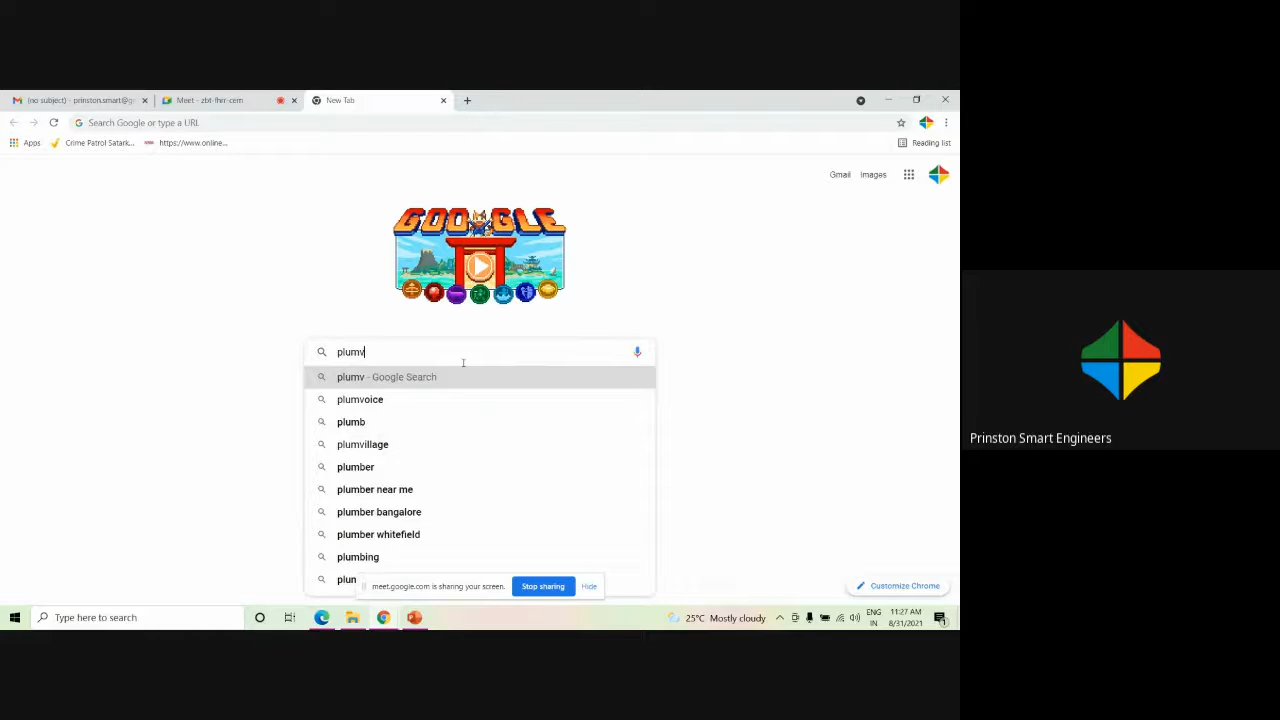 (no subject) - prinston.smart@g
Meet - zbt-fhrr-cem
New Tab
Search Google or type a URL
Apps
Crime Patrol Satark...
https://www.online...
Reading list
Gmail
Images
GOOGLE
plumv
plumv - Google Search
plumvoice
plumb
plumvillage
plumber
plumber near me
plumber bangalore
plumber whitefield
plumbing
meet.google.com is sharing your screen.
Stop sharing
Hide
Customize Chrome
Type here to search
25°C Mostly cloudy
ENG
IN
11:27 AM
8/31/2021
Prinston Smart Engineers